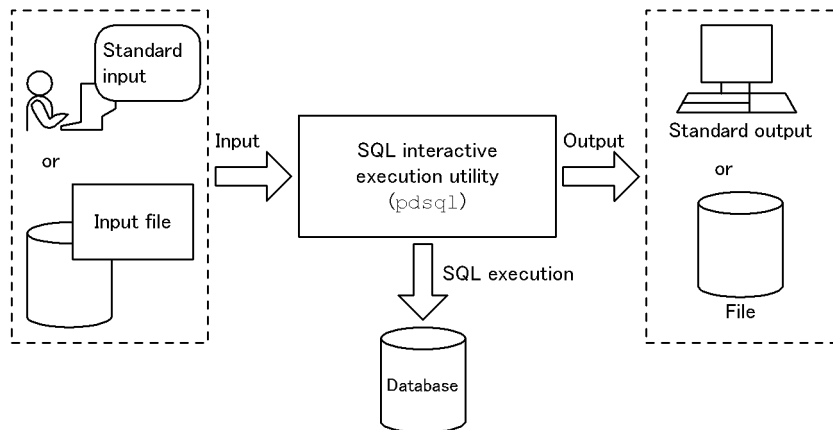 Standard
input
or
Input file
Input
SQL interactive
execution utility
(pdsql)
SQL execution
Database
Output
Standard output
or
File